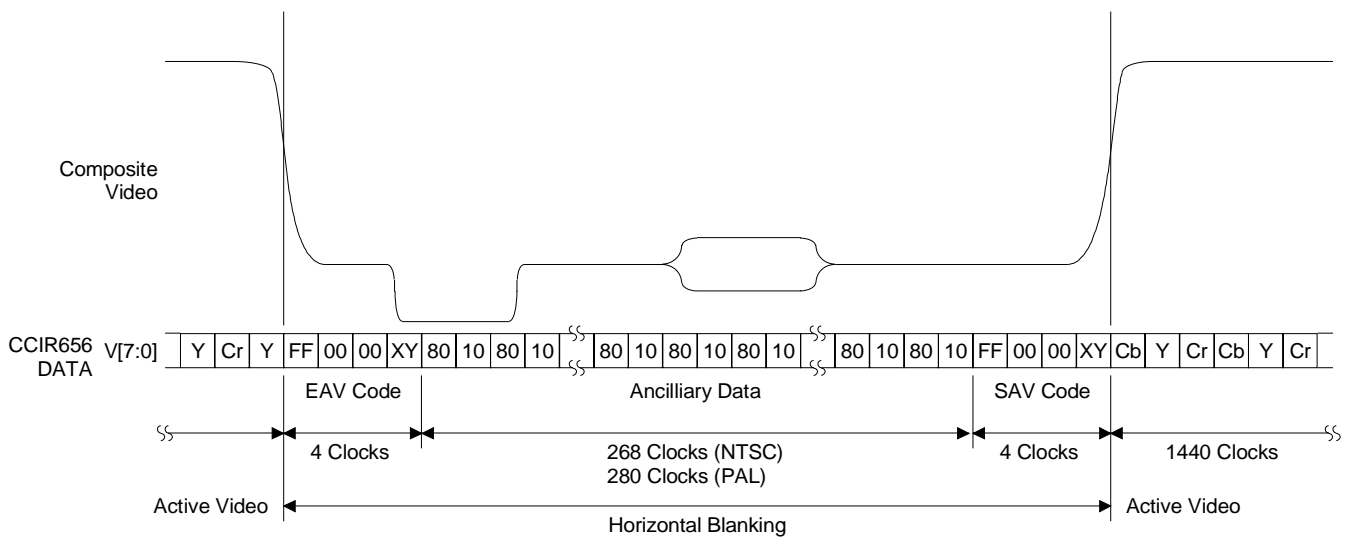 Composite
Video
CCIR656
DATA
V[7:0] Y Cr Y FF 00 00 XY 80 10 80 10 80 10 80 10 80 10 80 10 80 10 FF 00 00 XY Cb Y Cr Cb Y Cr
EAV Code Ancilliary Data SAV Code
4 Clocks 268 Clocks (NTSC) 4 Clocks 1440 Clocks
280 Clocks (PAL)
Active Video Active Video
Horizontal Blanking